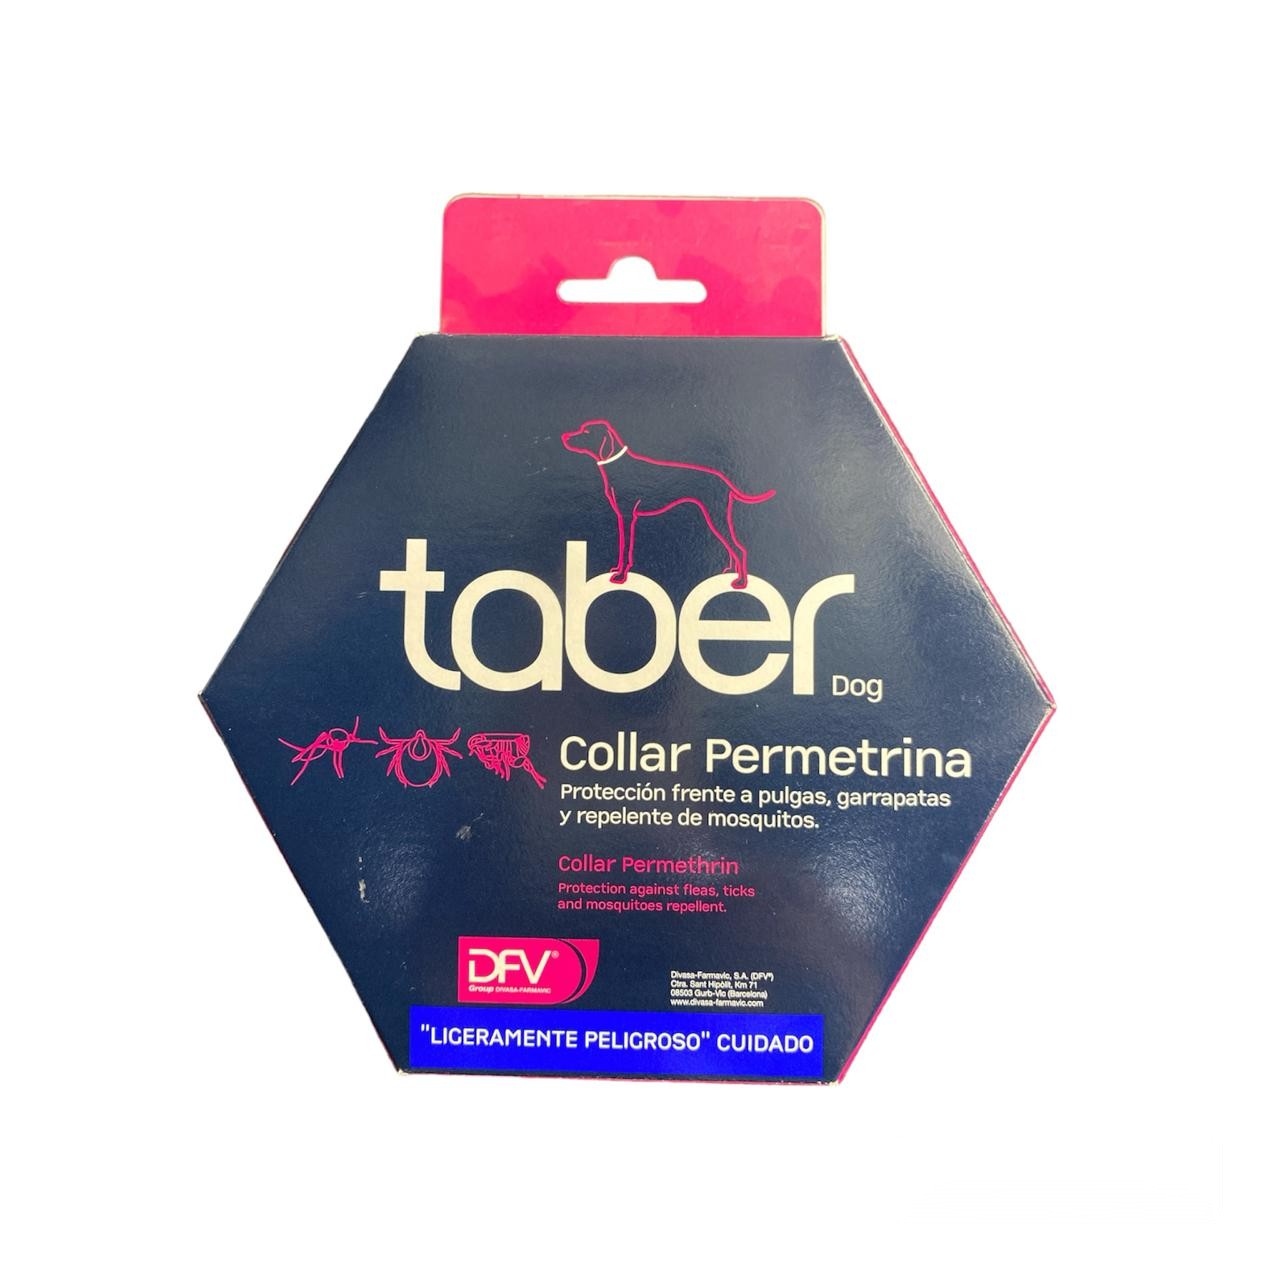 taber
Dog
Collar Permetrina
Protección frente a pulgas, garrapatas
y repelente de mosquitos.
Collar Permethrin
Protection against fleas, ticks
and mosquitoes repellent.
DFV®
Group DIVASA-FARMAVIC
Divasa-Farmavic, S.A. (DFV®)
Ctra. Sant Hipòlit, Km 71
08503 Gurb-Vic (Barcelona)
www.divasa-farmavic.com
"LIGERAMENTE PELIGROSO" CUIDADO